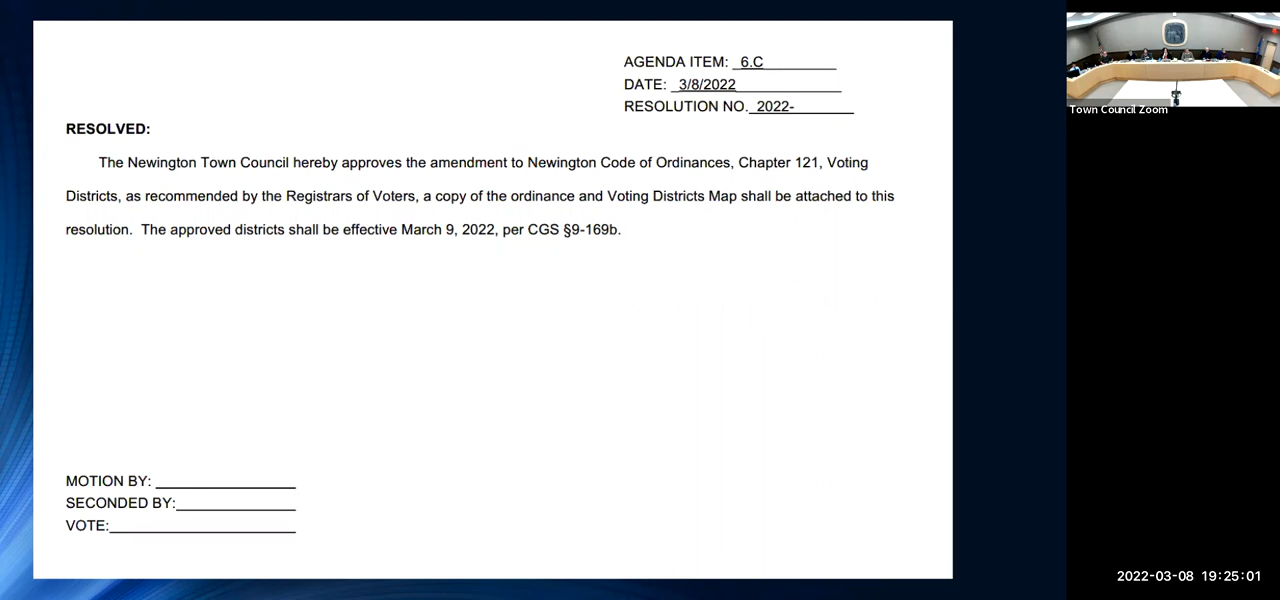 AGENDA ITEM: 6.C
DATE: 3/8/2022
RESOLUTION NO. 2022-
RESOLVED:
The Newington Town Council hereby approves the amendment to Newington Code of Ordinances, Chapter 121, Voting
Districts, as recommended by the Registrars of Voters, a copy of the ordinance and Voting Districts Map shall be attached to this
resolution. The approved districts shall be effective March 9, 2022, per CGS §9-169b.
MOTION BY:
SECONDED BY:
VOTE:
Town Council Zoom
2022-03-08 19:25:01